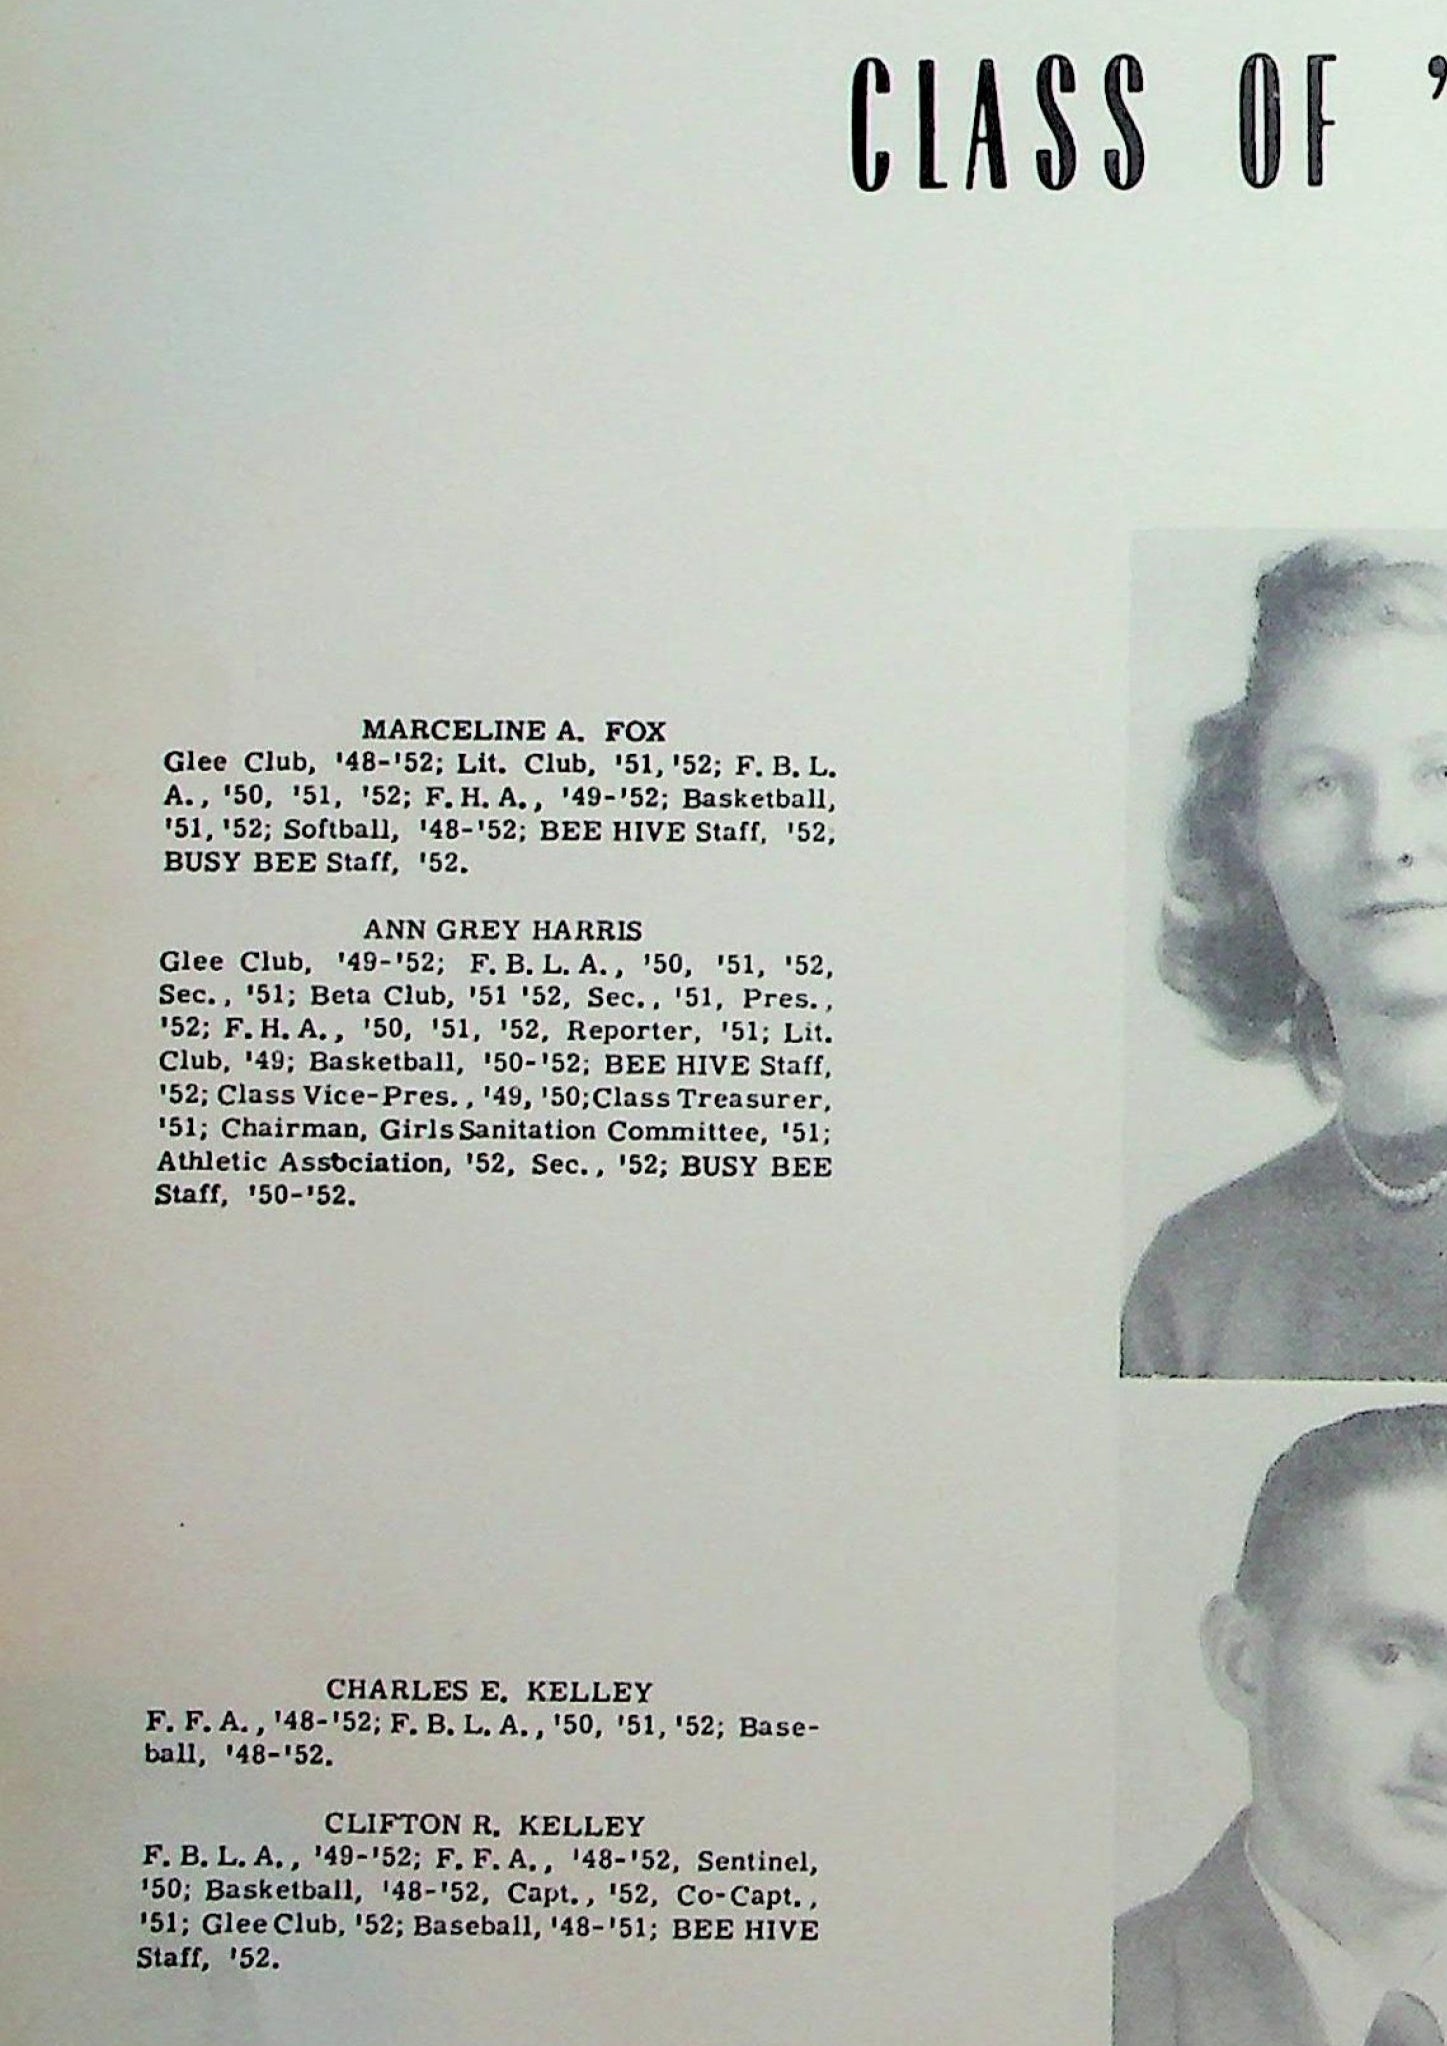 CLASS OF '
MARCELINE A. FOX
Glee Club, '48-'52; Lit. Club, '51, '52; F. B. L.
A., '50, '51, '52; F. H. A., '49-'52; Basketball,
'51, '52; Softball, '48-'52; BEE HIVE Staff, '52,
BUSY BEE Staff, '52.
ANN GREY HARRIS
Glee Club, '49-'52; F. B. L. A., '50, '51, '52,
Sec., '51; Beta Club, '51 '52, Sec., '51, Pres.,
'52; F. H. A., '50, '51, '52, Reporter, '51; Lit.
Club, '49; Basketball, '50-'52; BEE HIVE Staff,
'52; Class Vice-Pres., '49, '50; Class Treasurer,
'51; Chairman, Girls Sanitation Committee, '51;
Athletic Association, '52, Sec., '52; BUSY BEE
Staff, '50-'52.
CHARLES E. KELLEY
F. F. A., '48-'52; F. B. L. A., '50, '51, '52; Base-
ball, '48-'52.
CLIFTON R. KELLEY
F. B. L. A., '49-'52; F. F. A., '48-'52, Sentinel,
'50; Basketball, '48-'52, Capt., '52, Co-Capt.,
'51; Glee Club, '52; Baseball, '48-'51; BEE HIVE
Staff, '52.